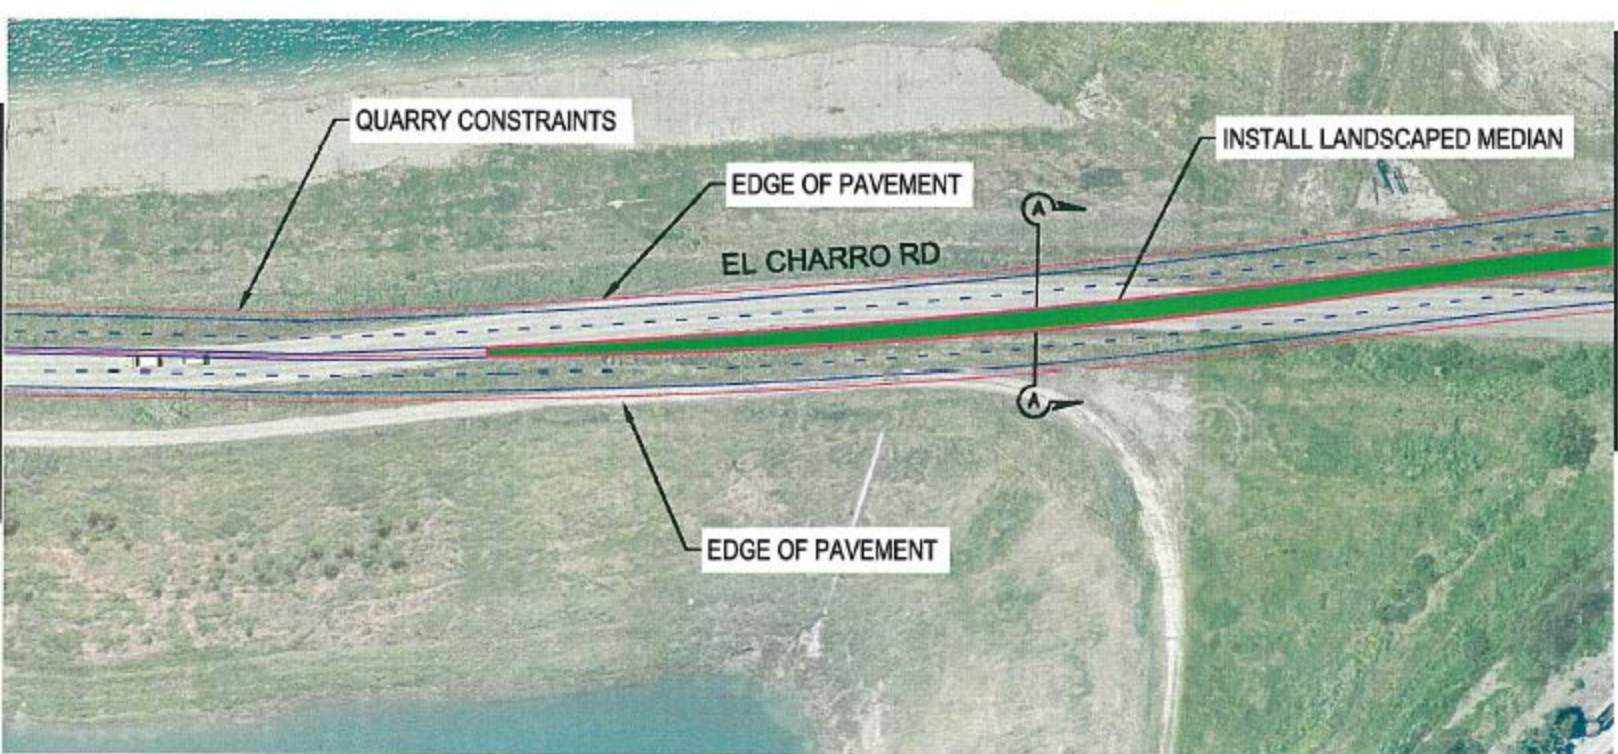 QUARRY CONSTRAINTS
INSTALL LANDSCAPED MEDIAN
EDGE OF PAVEMENT
A
EL CHARRO RD
A
EDGE OF PAVEMENT